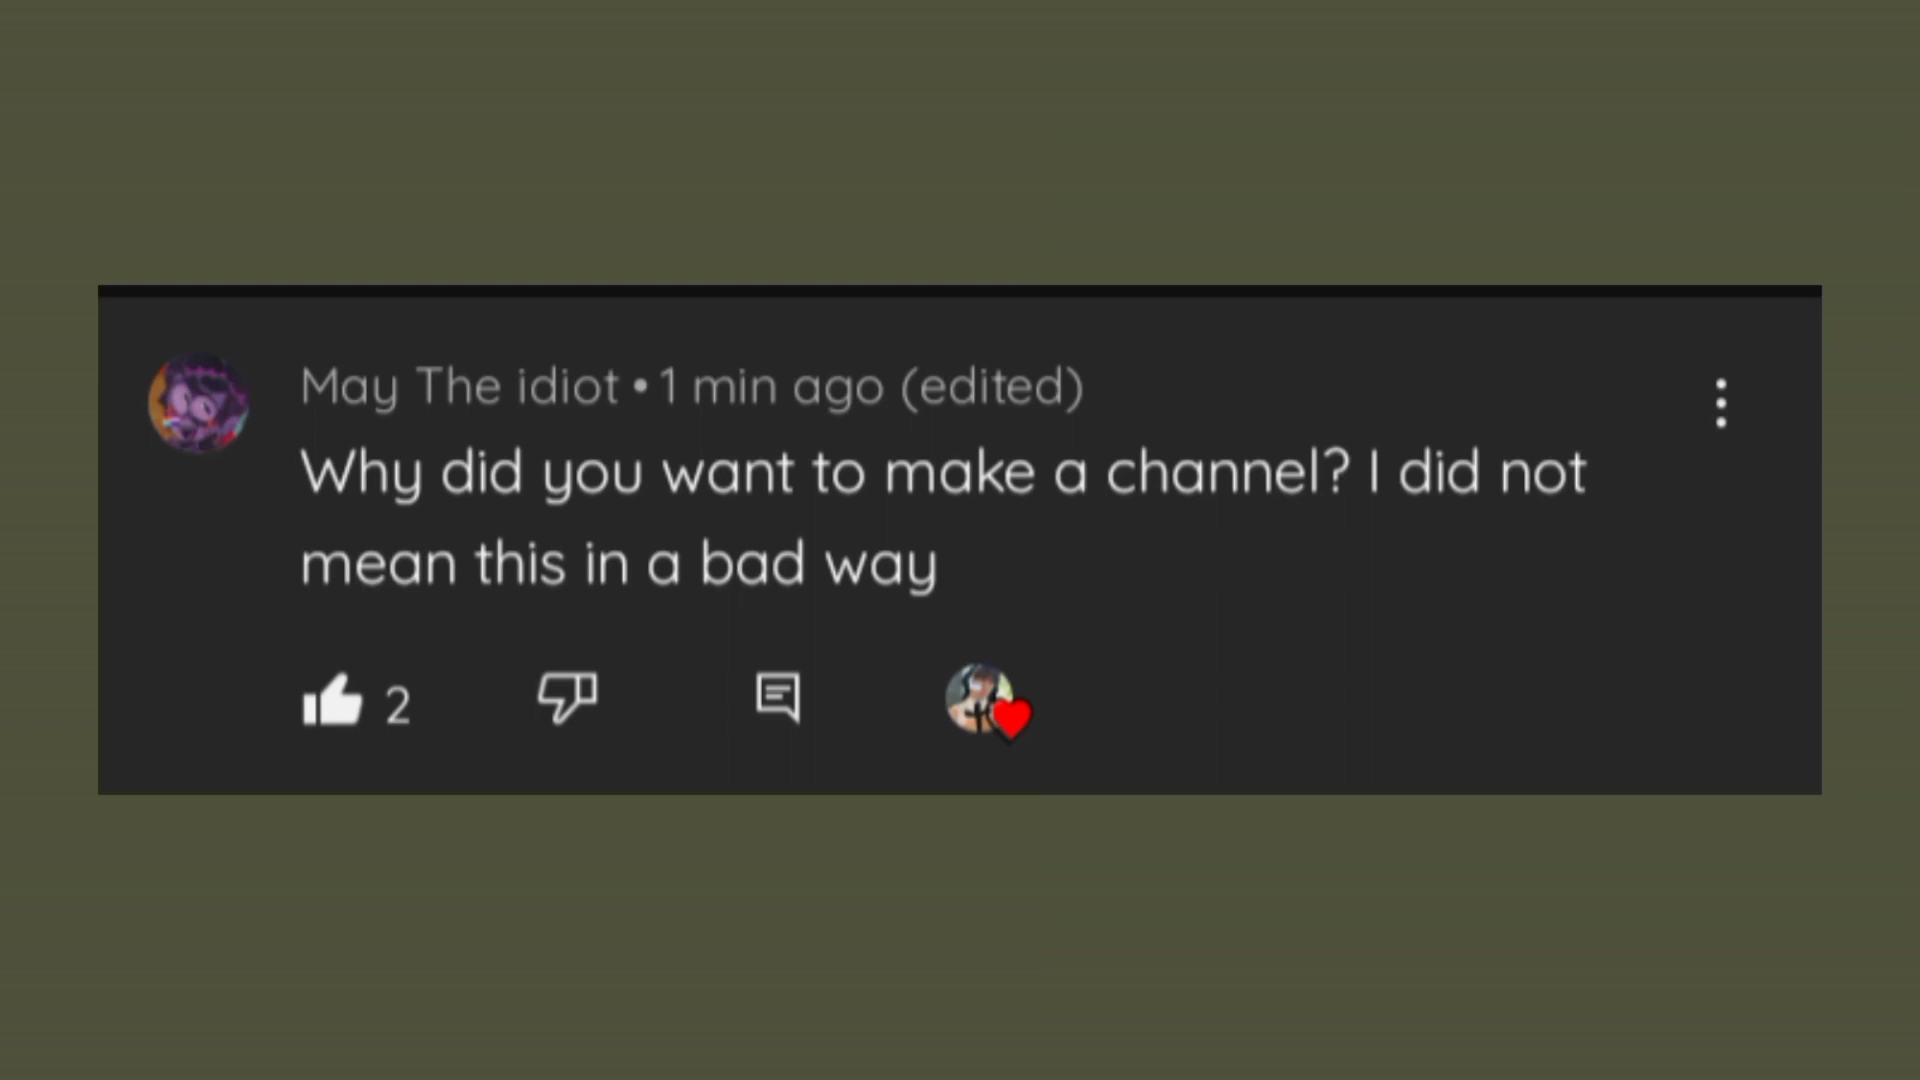 May The idiot • 1 min ago (edited)
Why did you want to make a channel? I did not
mean this in a bad way
2